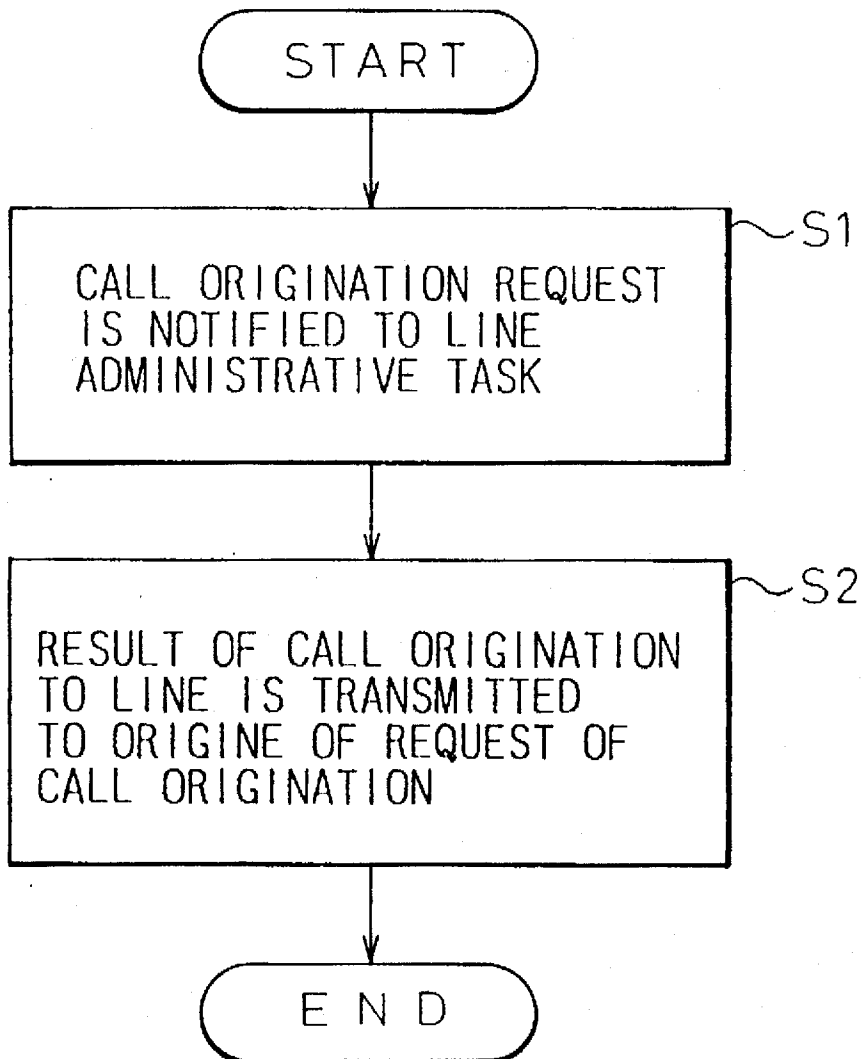 START
S1
CALL ORIGINATION REQUEST
IS NOTIFIED TO LINE
ADMINISTRATIVE TASK
S2
RESULT OF CALL ORIGINATION
TO LINE IS TRANSMITTED
TO ORIGINE OF REQUEST OF
CALL ORIGINATION
END